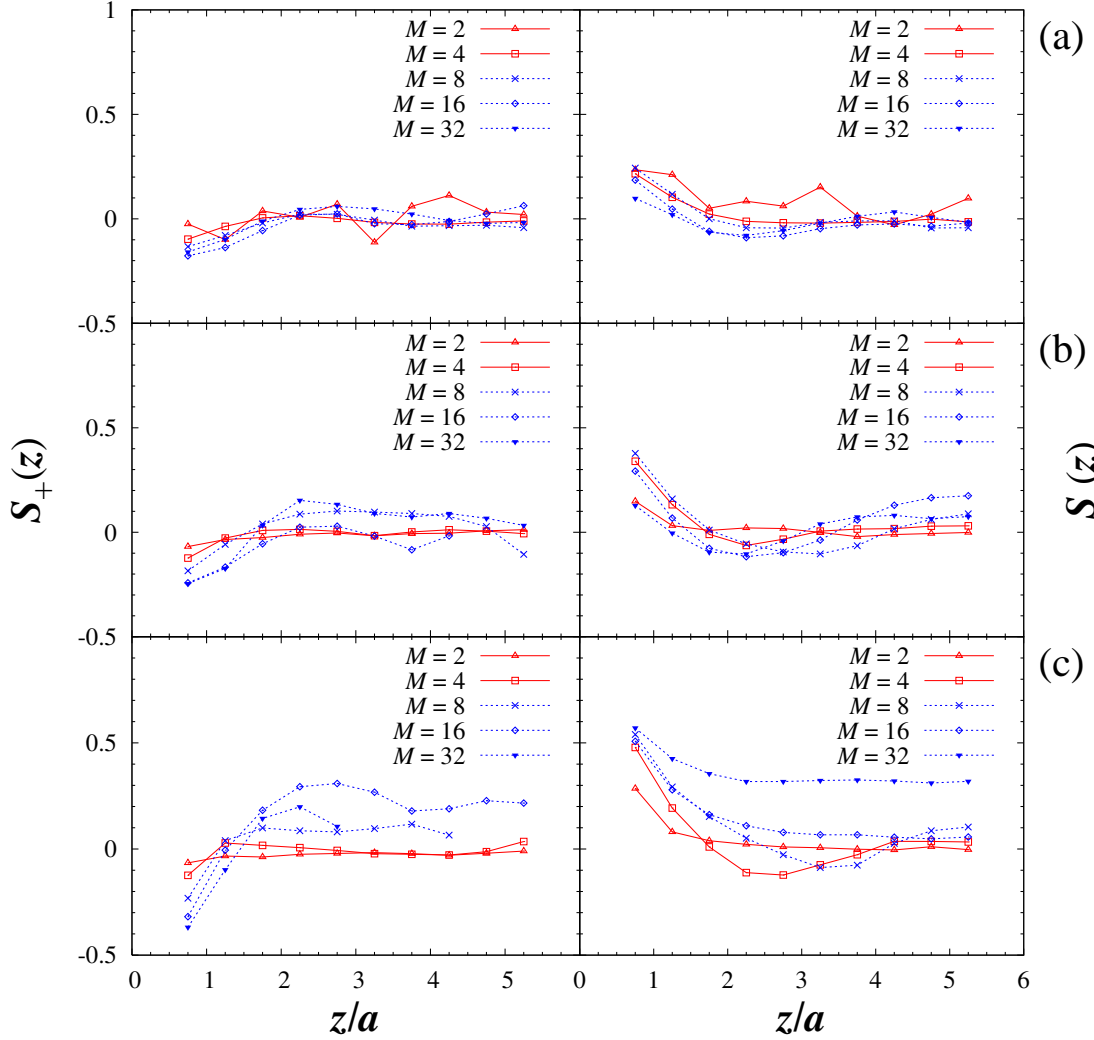 1
0.5
0
-0.5
M = 2
M = 4
M = 8
M = 16
M = 32
M = 2
M = 4
M = 8
M = 16
M = 32
(a)
0.5
0
-0.5
M = 2
M = 4
M = 8
M = 16
M = 32
M = 2
M = 4
M = 8
M = 16
M = 32
(b)
S+(z)
S (z)
0.5
0
-0.5
M = 2
M = 4
M = 8
M = 16
M = 32
M = 2
M = 4
M = 8
M = 16
M = 32
(c)
0 1 2 3 4 5 0 1 2 3 4 5 6
z/a z/a